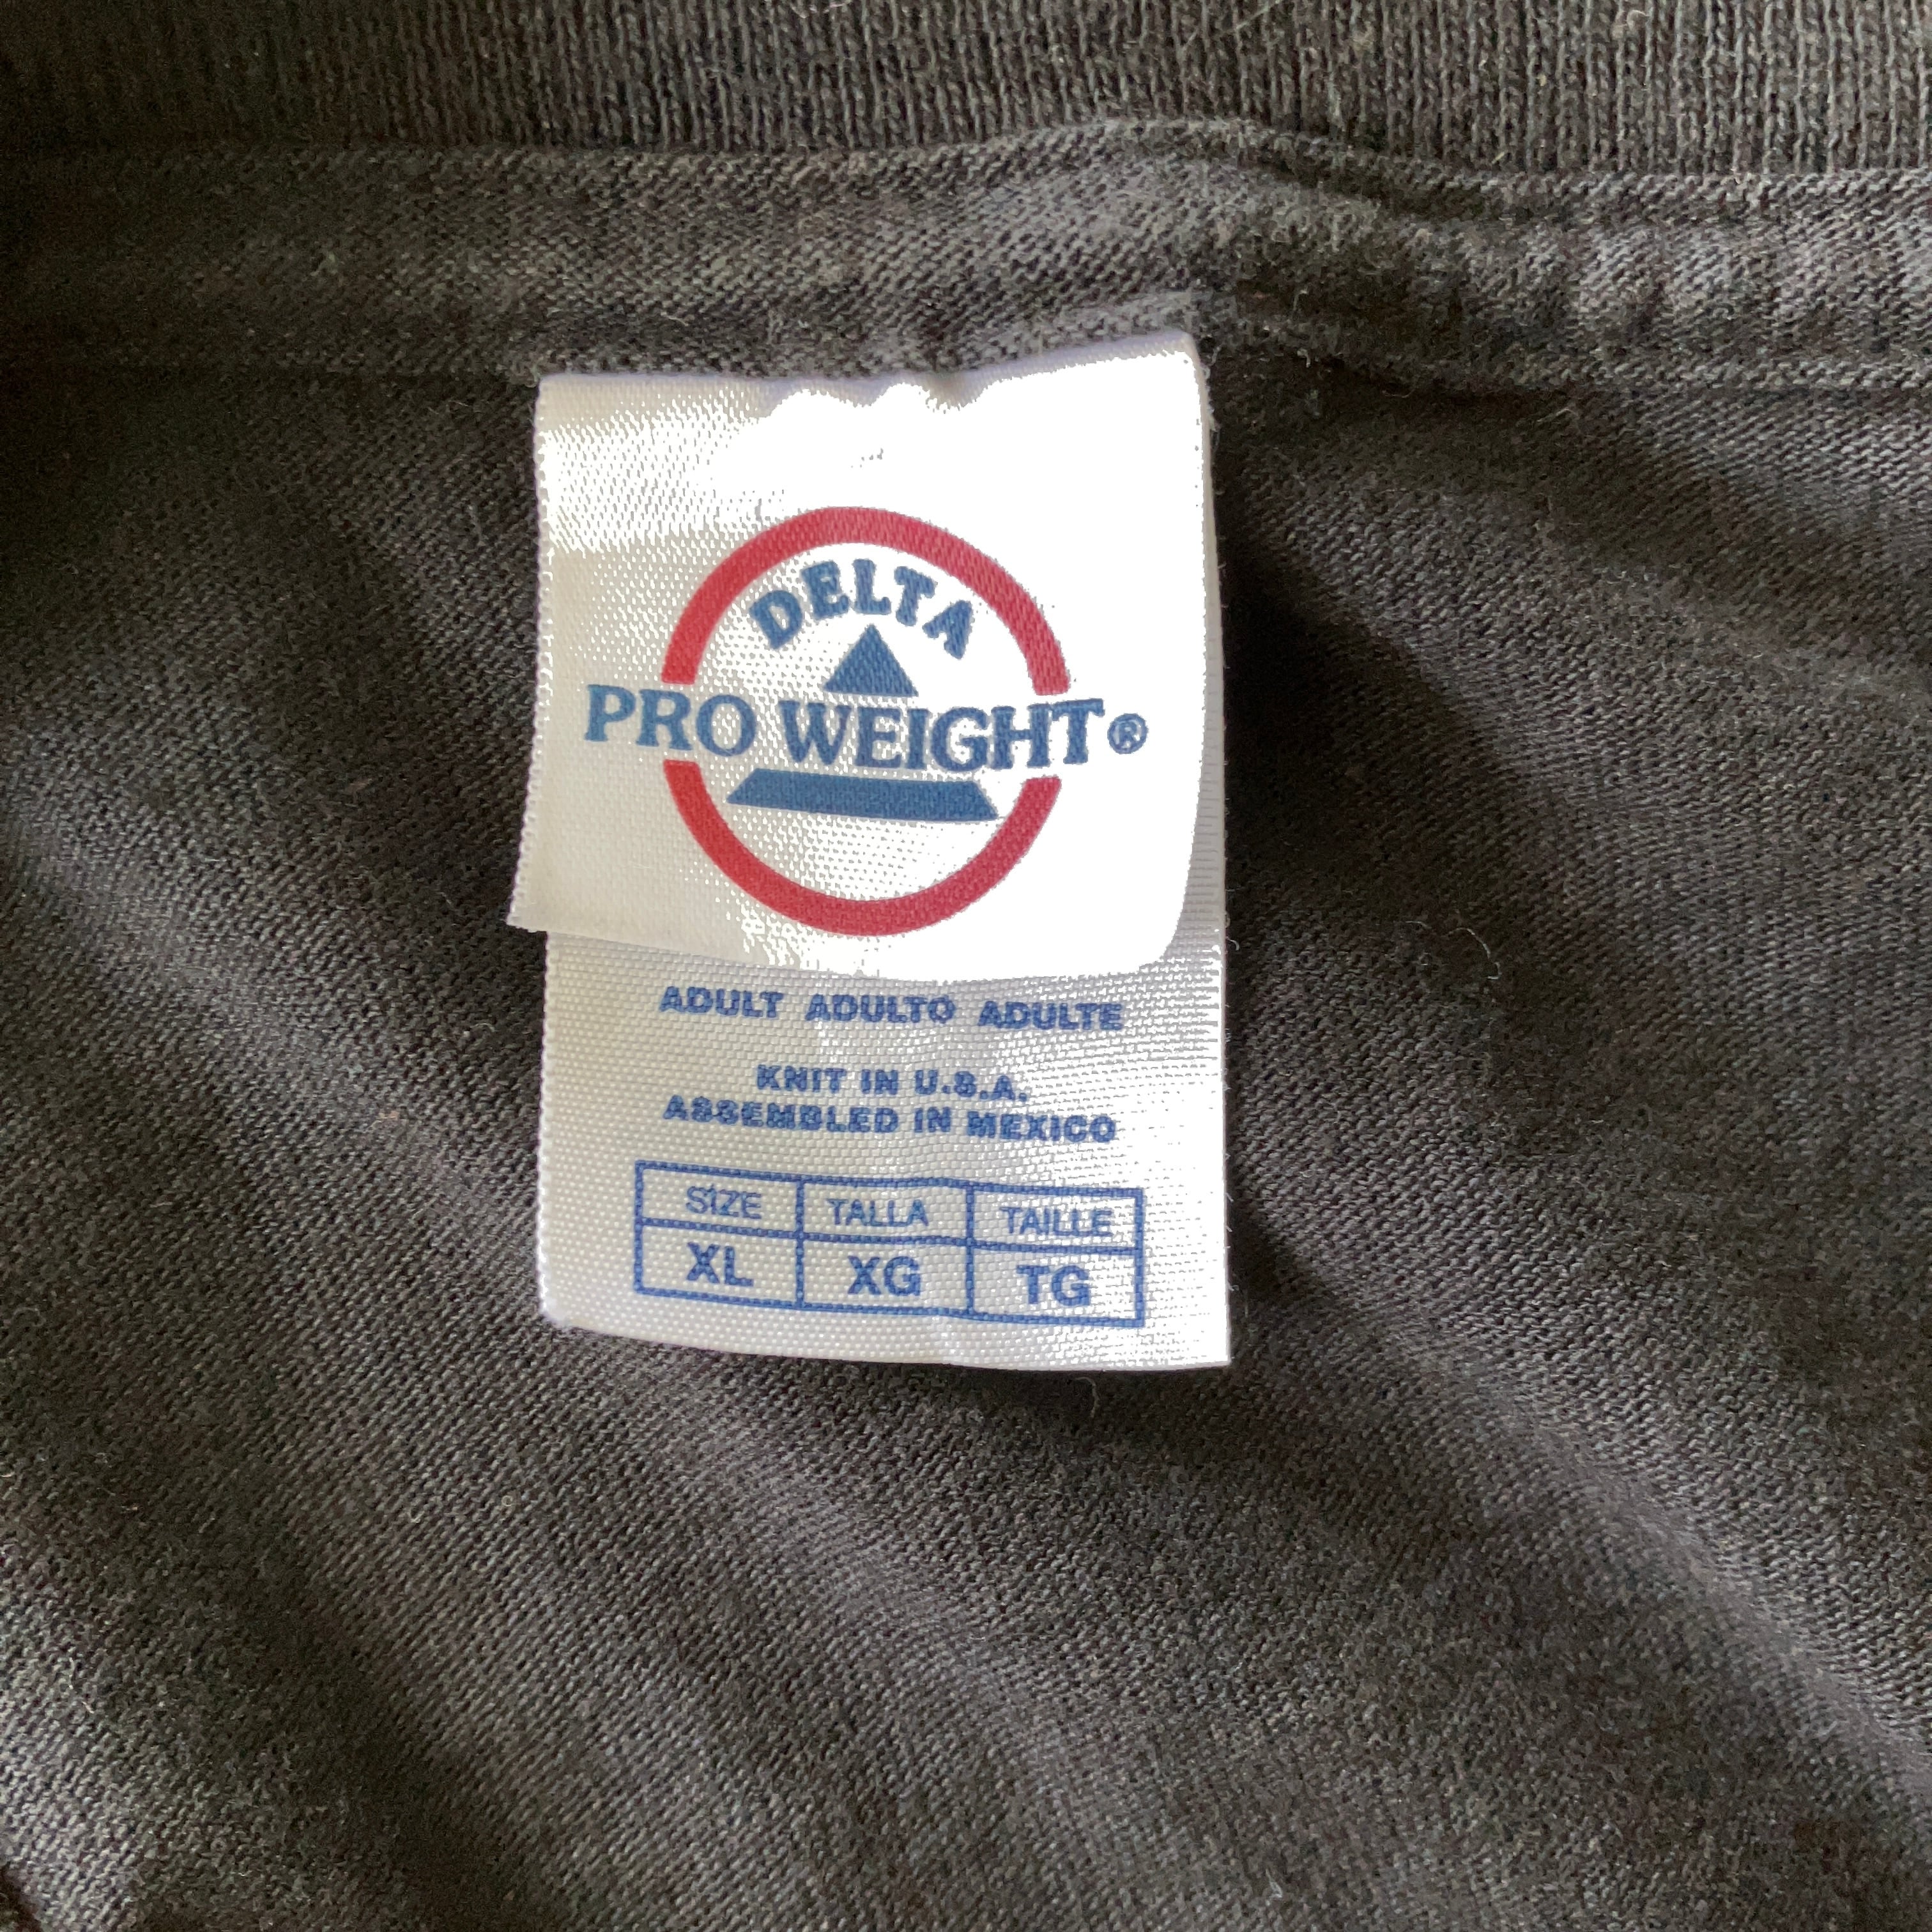 DELTA
PRO WEIGHT®
ADULT ADULTO ADULTE
KNIT IN U.S.A.
ASSEMBLED IN MEXICO
SIZE TALLA TAILLE
XL XG TG